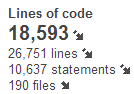 Lines of code
18,593
26,751 lines
10,637 statements
190 files